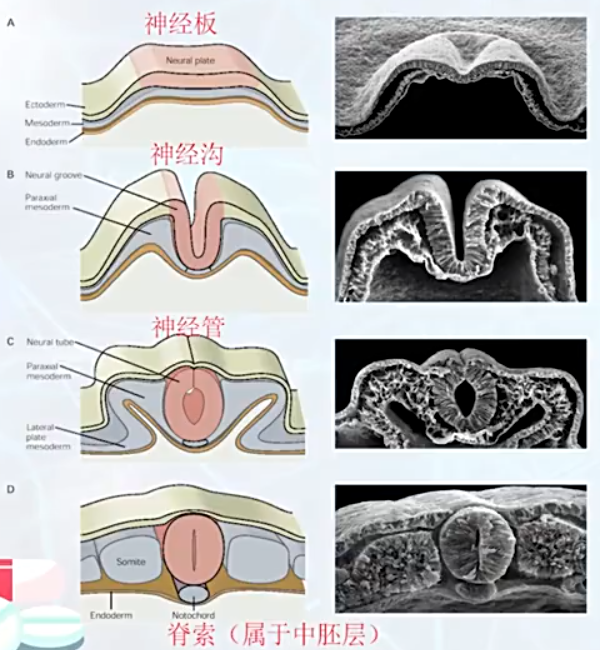 A
神经板
Neural plate
Ectoderm
Mesoderm
Endoderm
神经沟
B
Neural groove
Paraxial
mesoderm
神经管
C
Neural tube
Paraxial
mesoderm
Lateral
plate
mesoderm
D
Somite
Endoderm
Notochord
脊索（属于中胚层）